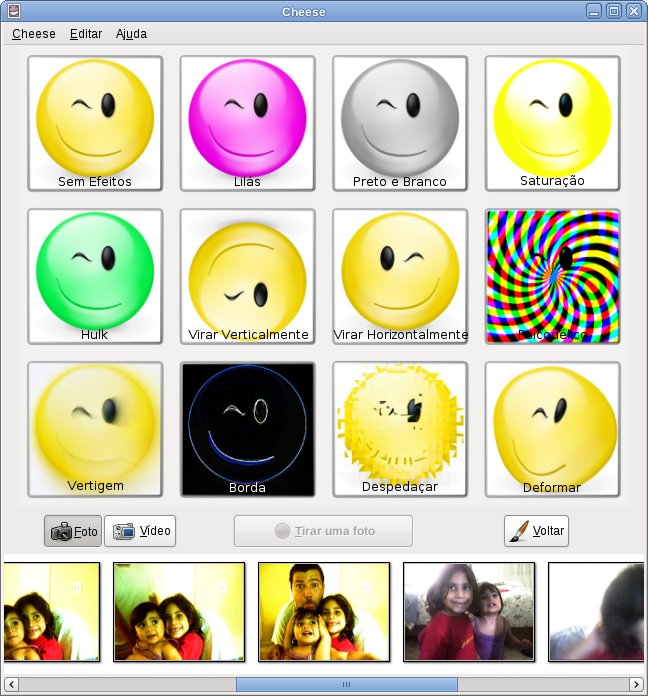 Cheese
Cheese Editar Ajuda
Sem Efeitos
Lilás
Preto e Branco
Saturação
Hulk
Virar Verticalmente
Virar Horizontalmente
Psicodélico
Vertigem
Borda
Despedaçar
Deformar
Foto
Vídeo
Tirar uma foto
Voltar